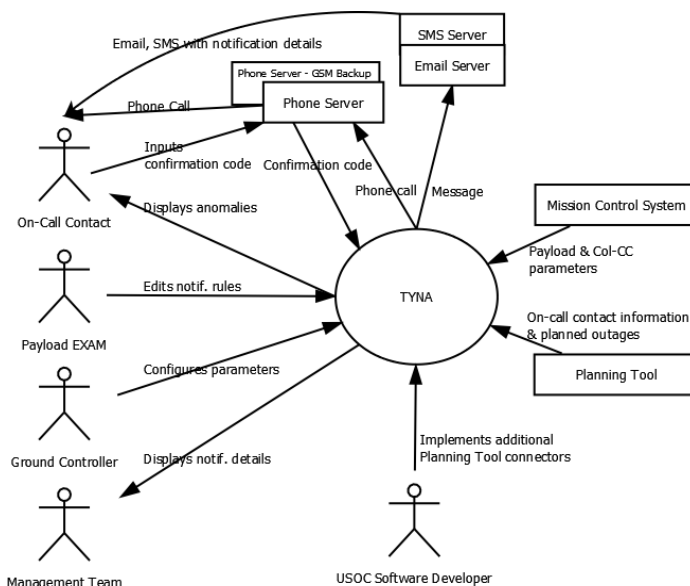 SMS Server
Email, SMS with notification details
Email Server
Phone Server - GSM Backup
Phone Server
Phone Call
Inputs
confirmation code
Confirmation code
Phone call
Message
On-Call Contact
Displays anomalies
Mission Control System
Payload & Col-CC
parameters
TYNA
Edits notif. rules
On-call contact information
& planned outages
Payload EXAM
Configures parameters
Planning Tool
Ground Controller
Displays notif. details
Implements additional
Planning Tool connectors
Management Team
USOC Software Developer